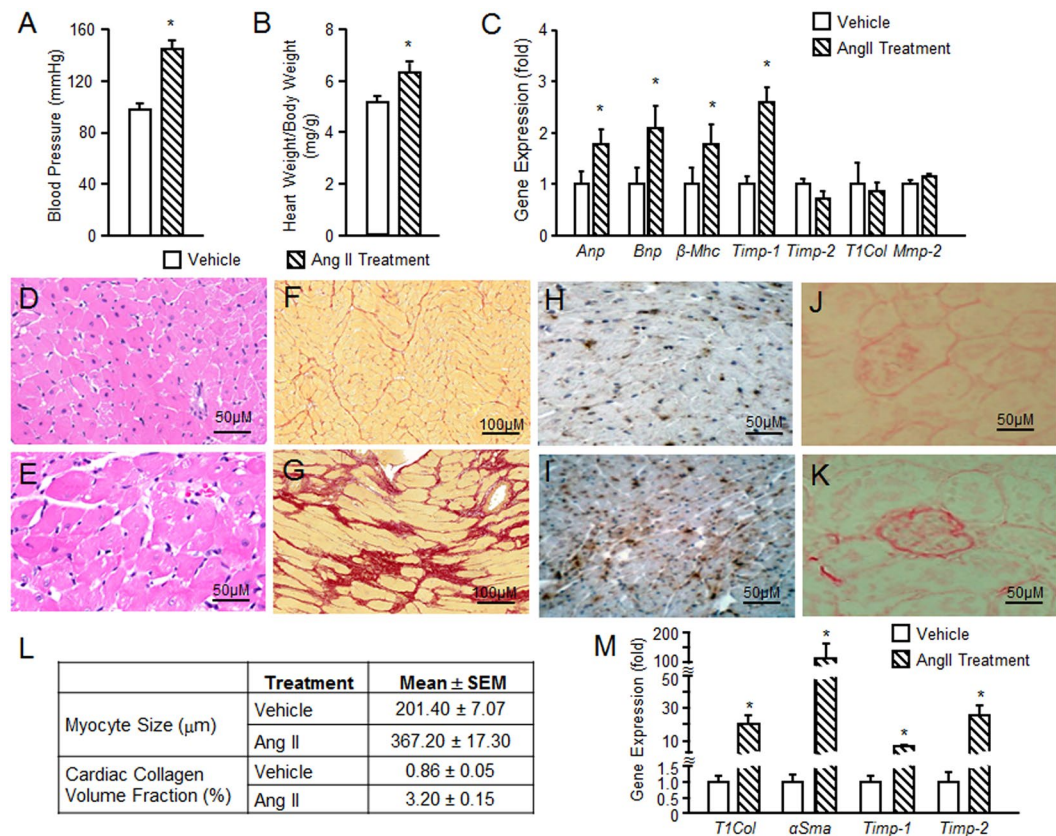 A
Blood Pressure (mmHg)
160
120
80
40
0
*
B
Heart Weight/Body Weight
(mg/g)
8
6
4
2
0
*
Vehicle
Ang II Treatment
C
Gene Expression (fold)
4
3
2
1
0
*
*
*
*
Vehicle
AngII Treatment
Anp
Bnp
β-Mhc
Timp-1
Timp-2
T1Col
Mmp-2
D
50µM
F
100µM
H
50µM
J
50µM
E
50µM
G
100µM
I
50µM
K
50µM
L
Treatment
Mean ± SEM
Myocyte Size (µm)
Vehicle
201.40 ± 7.07
Ang II
367.20 ± 17.30
Cardiac Collagen
Volume Fraction (%)
Vehicle
0.86 ± 0.05
Ang II
3.20 ± 0.15
M
Gene Expression (fold)
200
100
50
30
10
1.5
1.0
0.5
0
*
*
*
*
Vehicle
AngII Treatment
T1Col
αSma
Timp-1
Timp-2